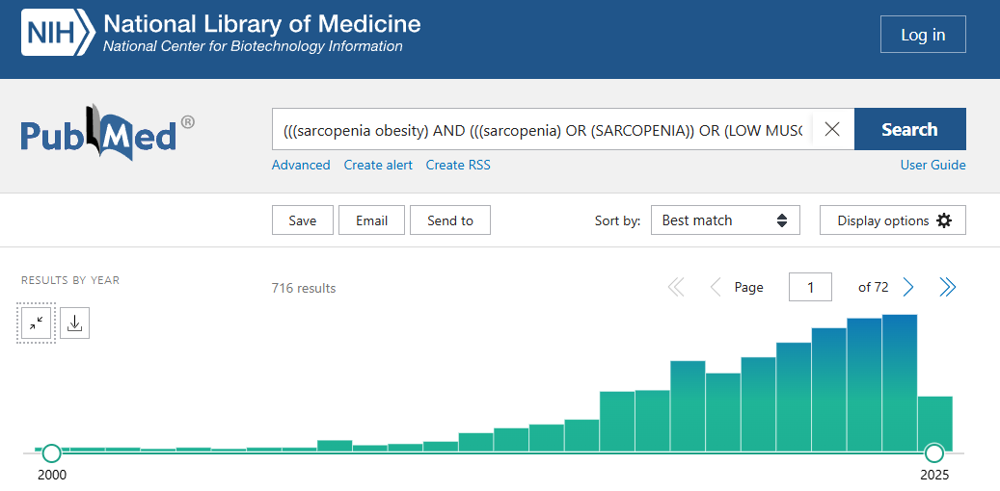 NIH National Library of Medicine
National Center for Biotechnology Information
Log in
PubMed®
(((sarcopenia obesity) AND (((sarcopenia) OR (SARCOPENIA)) OR (LOW MUSC
Search
Advanced Create alert Create RSS
User Guide
Save Email Send to
Sort by: Best match
Display options
RESULTS BY YEAR
716 results
Page 1 of 72
2000
2025